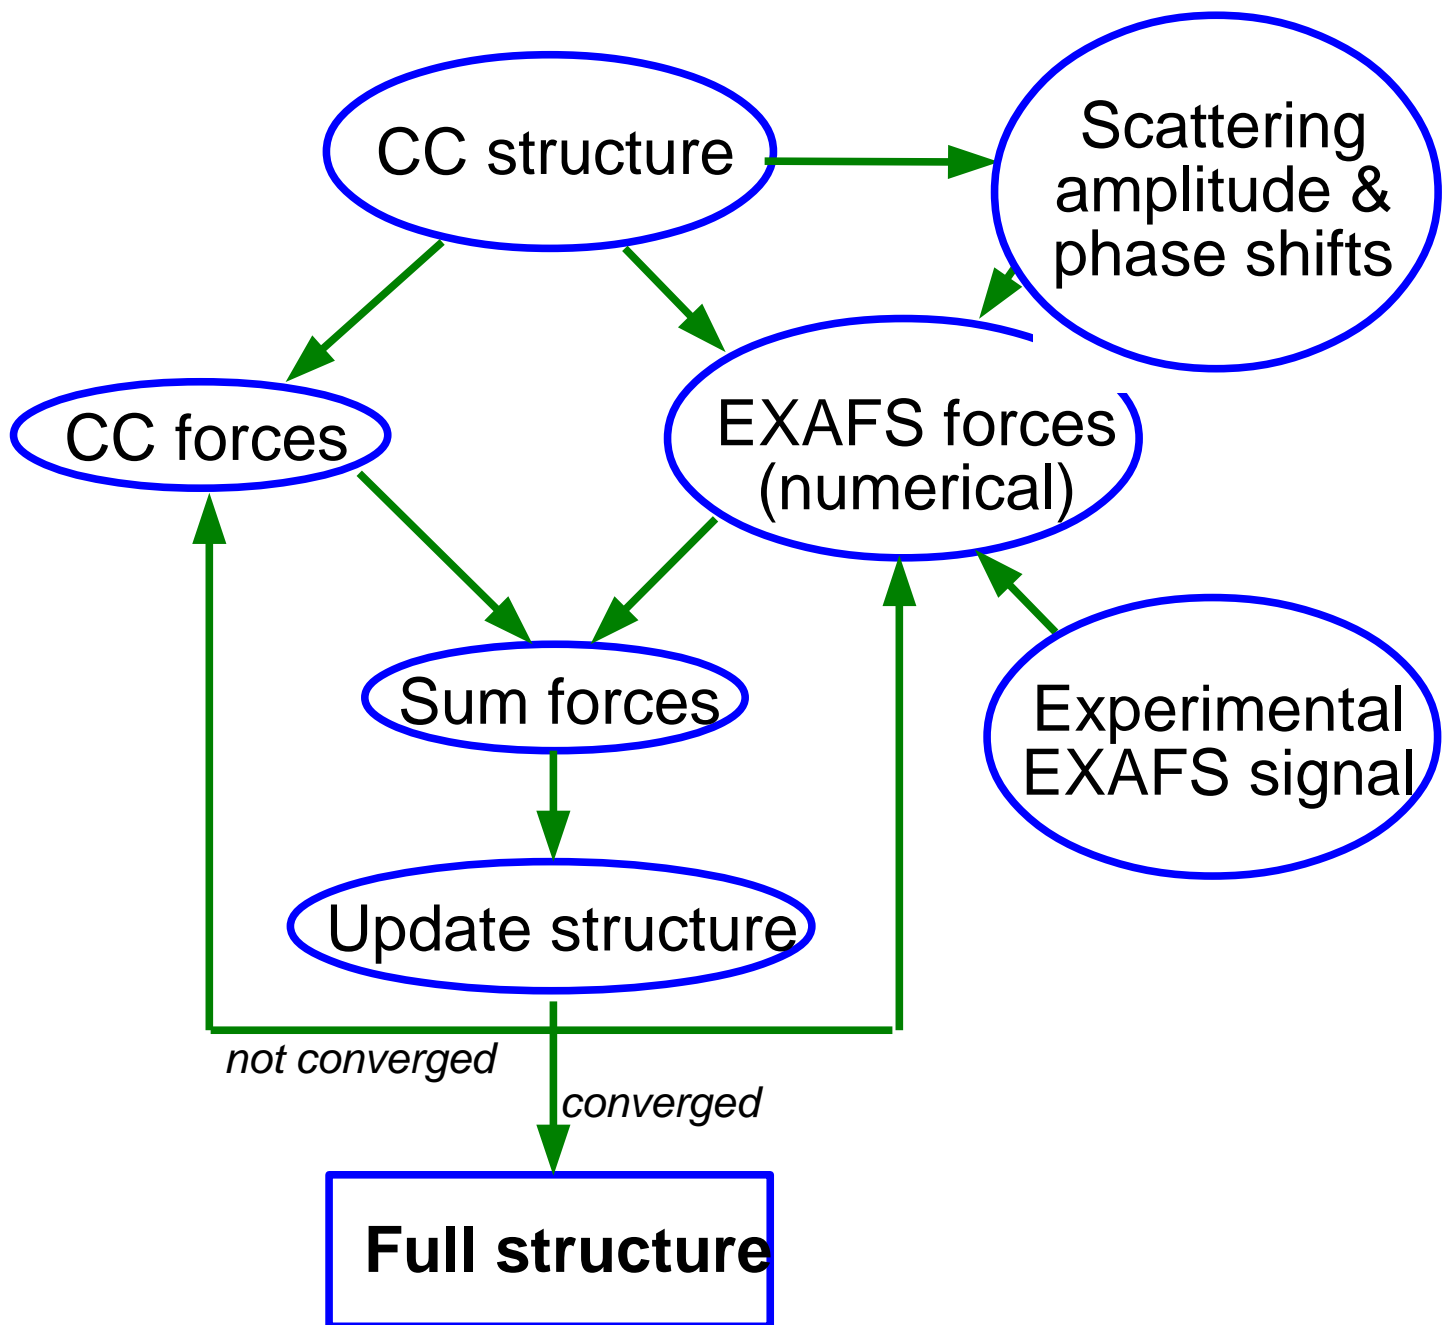 CC structure
Scattering
amplitude &
phase shifts
CC forces
EXAFS forces
(numerical)
Sum forces
Experimental
EXAFS signal
Update structure
not converged
converged
Full structure